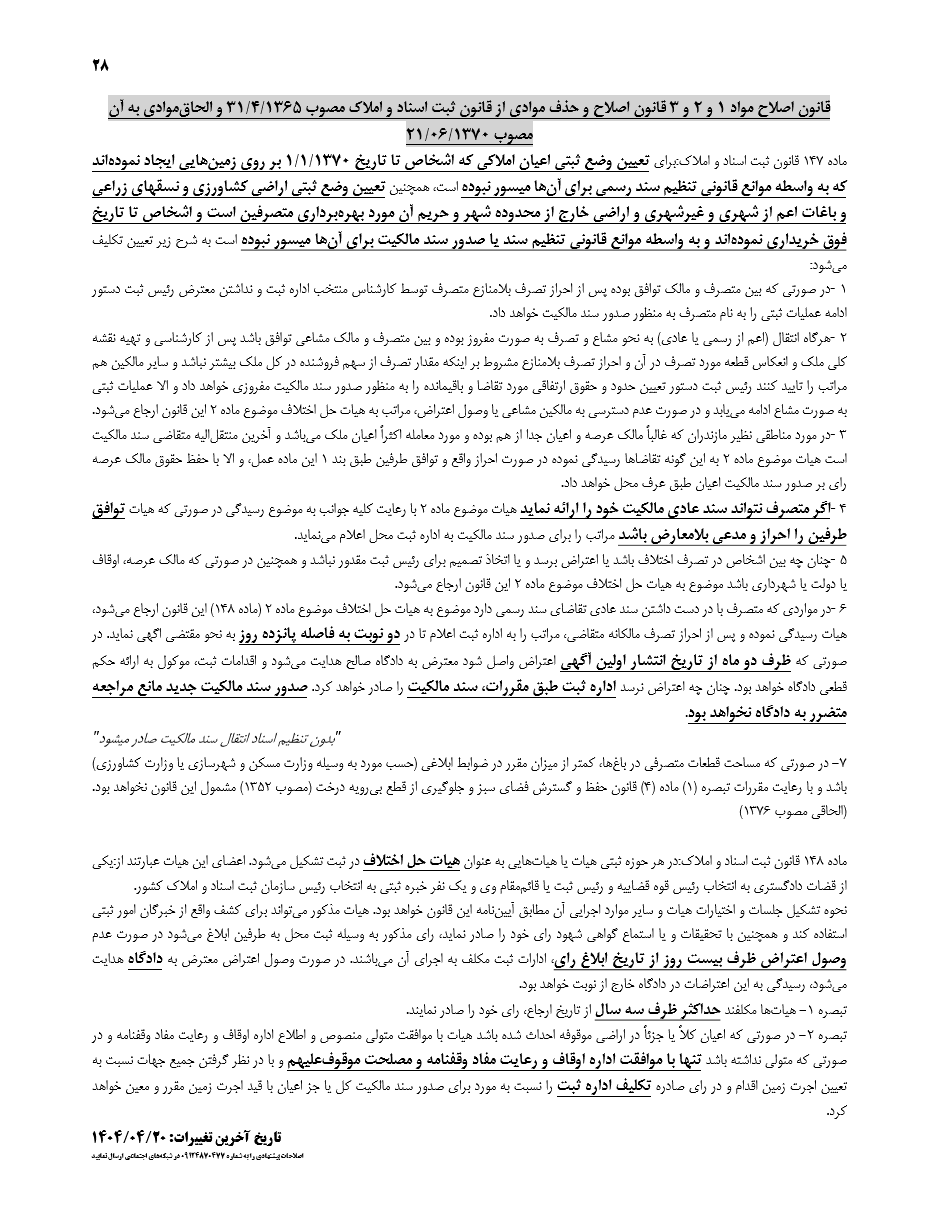 ۲۸
قانون اصلاح مواد ۱ و ۲ و ۳ قانون اصلاح و حذف موادی از قانون ثبت اسناد و املاک مصوب ۳۱/۴/۱۳۶۵ و الحاق‌موادی به آن
مصوب ۲۱/۰۶/۱۳۷۰
ماده ۱۴۷ قانون ثبت اسناد و املاک:برای تعیین وضع ثبتی اعیان املاکی که اشخاص تا تاریخ ۱/۱/۱۳۷۰ بر روی زمین‌هایی ایجاد نموده‌اند
که به واسطه موانع قانونی تنظیم سند رسمی برای آن‌ها میسور نبوده است، همچنین تعیین وضع ثبتی اراضی کشاورزی و نسقهای زراعی
و باغات اعم از شهری و غیرشهری و اراضی خارج از محدوده شهر و حریم آن مورد بهره‌برداری متصرفین است و اشخاص تا تاریخ
فوق خریداری نموده‌اند و به واسطه موانع قانونی تنظیم سند یا صدور سند مالکیت برای آن‌ها میسور نبوده است به شرح زیر تعیین تکلیف
می‌شود:
۱ -در صورتی که بین متصرف و مالک توافق بوده پس از احراز تصرف بلامنازع متصرف توسط کارشناس منتخب اداره ثبت و نداشتن معترض رئیس ثبت دستور
ادامه عملیات ثبتی را به نام متصرف به منظور صدور سند مالکیت خواهد داد.
۲ -هرگاه انتقال (اعم از رسمی یا عادی) به نحو مشاع و تصرف به صورت مفروز بوده و بین متصرف و مالک مشاعی توافق باشد پس از کارشناسی و تهیه نقشه
کلی ملک و انعکاس قطعه مورد تصرف در آن و احراز تصرف بلامنازع مشروط بر اینکه مقدار تصرف از سهم فروشنده در کل ملک بیشتر نباشد و سایر مالکین هم
مراتب را تایید کنند رئیس ثبت دستور تعیین حدود و حقوق ارتفاقی مورد تقاضا و باقیمانده را به منظور صدور سند مالکیت مفروزی خواهد داد و الا عملیات ثبتی
به صورت مشاع ادامه می‌یابد و در صورت عدم دسترسی به مالکین مشاعی یا وصول اعتراض، مراتب به هیات حل اختلاف موضوع ماده ۲ این قانون ارجاع می‌شود.
۳ -در مورد مناطقی نظیر مازندران که غالباً مالک عرصه و اعیان جدا از هم بوده و مورد معامله اکثراً اعیان ملک می‌باشد و آخرین منتقل‌الیه متقاضی سند مالکیت
است هیات موضوع ماده ۲ به این گونه تقاضاها رسیدگی نموده در صورت احراز واقع و توافق طرفین طبق بند ۱ این ماده عمل، و الا با حفظ حقوق مالک عرصه
رای بر صدور سند مالکیت اعیان طبق عرف محل خواهد داد.
۴ -اگر متصرف نتواند سند عادی مالکیت خود را ارائه نماید هیات موضوع ماده ۲ با رعایت کلیه جوانب به موضوع رسیدگی در صورتی که هیات توافق
طرفین را احراز و مدعی بلامعارض باشد مراتب را برای صدور سند مالکیت به اداره ثبت محل اعلام می‌نماید.
۵ -چنان چه بین اشخاص در تصرف اختلاف باشد یا اعتراض برسد و یا اتخاذ تصمیم برای رئیس ثبت مقدور نباشد و همچنین در صورتی که مالک عرصه، اوقاف
یا دولت یا شهرداری باشد موضوع به هیات حل اختلاف موضوع ماده ۲ این قانون ارجاع می‌شود.
۶ -در مواردی که متصرف با در دست داشتن سند عادی تقاضای سند رسمی دارد موضوع به هیات حل اختلاف موضوع ماده ۲ (ماده ۱۴۸) این قانون ارجاع می‌شود،
هیات رسیدگی نموده و پس از احراز تصرف مالکانه متقاضی، مراتب را به اداره ثبت اعلام تا در دو نوبت به فاصله پانزده روز به نحو مقتضی اگهی نماید. در
صورتی که ظرف دو ماه از تاریخ انتشار اولین آگهی اعتراض واصل شود معترض به دادگاه صالح هدایت می‌شود و اقدامات ثبت، موکول به ارائه حکم
قطعی دادگاه خواهد بود. چنان چه اعتراض نرسد اداره ثبت طبق مقررات، سند مالکیت را صادر خواهد کرد. صدور سند مالکیت جدید مانع مراجعه
متضرر به دادگاه نخواهد بود.
"بدون تنظیم اسناد انتقال سند مالکیت صادر میشود"
۷- در صورتی که مساحت قطعات متصرفی در باغ‌ها، کمتر از میزان مقرر در ضوابط ابلاغی (حسب مورد به وسیله وزارت مسکن و شهرسازی یا وزارت کشاورزی)
باشد و با رعایت مقررات تبصره (۱) ماده (۴) قانون حفظ و گسترش فضای سبز و جلوگیری از قطع بی‌رویه درخت (مصوب ۱۳۵۲) مشمول این قانون نخواهد بود.
(الحاقی مصوب ۱۳۷۶)
ماده ۱۴۸ قانون ثبت اسناد و املاک:در هر حوزه ثبتی هیات یا هیات‌هایی به عنوان هیات حل اختلاف در ثبت تشکیل می‌شود. اعضای این هیات عبارتند از:یکی
از قضات دادگستری به انتخاب رئیس قوه قضاییه و رئیس ثبت یا قائم‌مقام وی و یک نفر خبره ثبتی به انتخاب رئیس سازمان ثبت اسناد و املاک کشور.
نحوه تشکیل جلسات و اختیارات هیات و سایر موارد اجرایی آن مطابق آیین‌نامه این قانون خواهد بود. هیات مذکور می‌تواند برای کشف واقع از خبرگان امور ثبتی
استفاده کند و همچنین با تحقیقات و یا استماع گواهی شهود رای خود را صادر نماید، رای مذکور به وسیله ثبت محل به طرفین ابلاغ می‌شود در صورت عدم
وصول اعتراض ظرف بیست روز از تاریخ ابلاغ رای، ادارات ثبت مکلف به اجرای آن می‌باشند. در صورت وصول اعتراض معترض به دادگاه هدایت
می‌شود، رسیدگی به این اعتراضات در دادگاه خارج از نوبت خواهد بود.
تبصره ۱- هیات‌ها مکلفند حداکثر ظرف سه سال از تاریخ ارجاع، رای خود را صادر نمایند.
تبصره ۲- در صورتی که اعیان کلاً یا جزئاً در اراضی موقوفه احداث شده باشد هیات با موافقت متولی منصوص و اطلاع اداره اوقاف و رعایت مفاد وقفنامه و در
صورتی که متولی نداشته باشد تنها با موافقت اداره اوقاف و رعایت مفاد وقفنامه و مصلحت موقوف‌علیهم و با در نظر گرفتن جمیع جهات نسبت به
تعیین اجرت زمین اقدام و در رای صادره تکلیف اداره ثبت را نسبت به مورد برای صدور سند مالکیت کل یا جز اعیان با قید اجرت زمین مقرر و معین خواهد
کرد.
تاریخ آخرین تغییرات: ۱۴۰۴/۰۴/۲۰
اصلاحات پیشنهادی را به شماره ۰۹۱۲۴۸۷۰۴۷۷ در شبکه‌های اجتماعی ارسال نمایید